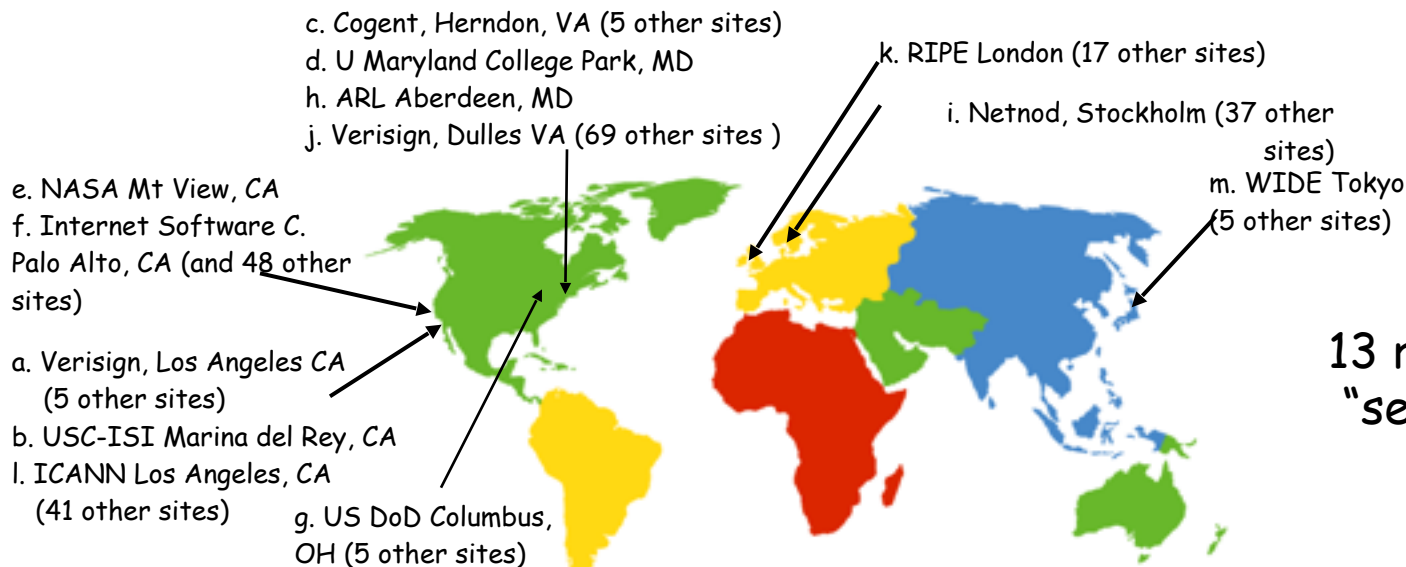 c. Cogent, Herndon, VA (5 other sites)
d. U Maryland College Park, MD
h. ARL Aberdeen, MD
j. Verisign, Dulles VA (69 other sites )
k. RIPE London (17 other sites)
i. Netnod, Stockholm (37 other
sites)
m. WIDE Tokyo
(5 other sites)
e. NASA Mt View, CA
f. Internet Software C.
Palo Alto, CA (and 48 other
sites)
a. Verisign, Los Angeles CA
(5 other sites)
b. USC-ISI Marina del Rey, CA
l. ICANN Los Angeles, CA
(41 other sites)
g. US DoD Columbus,
OH (5 other sites)
13
"se